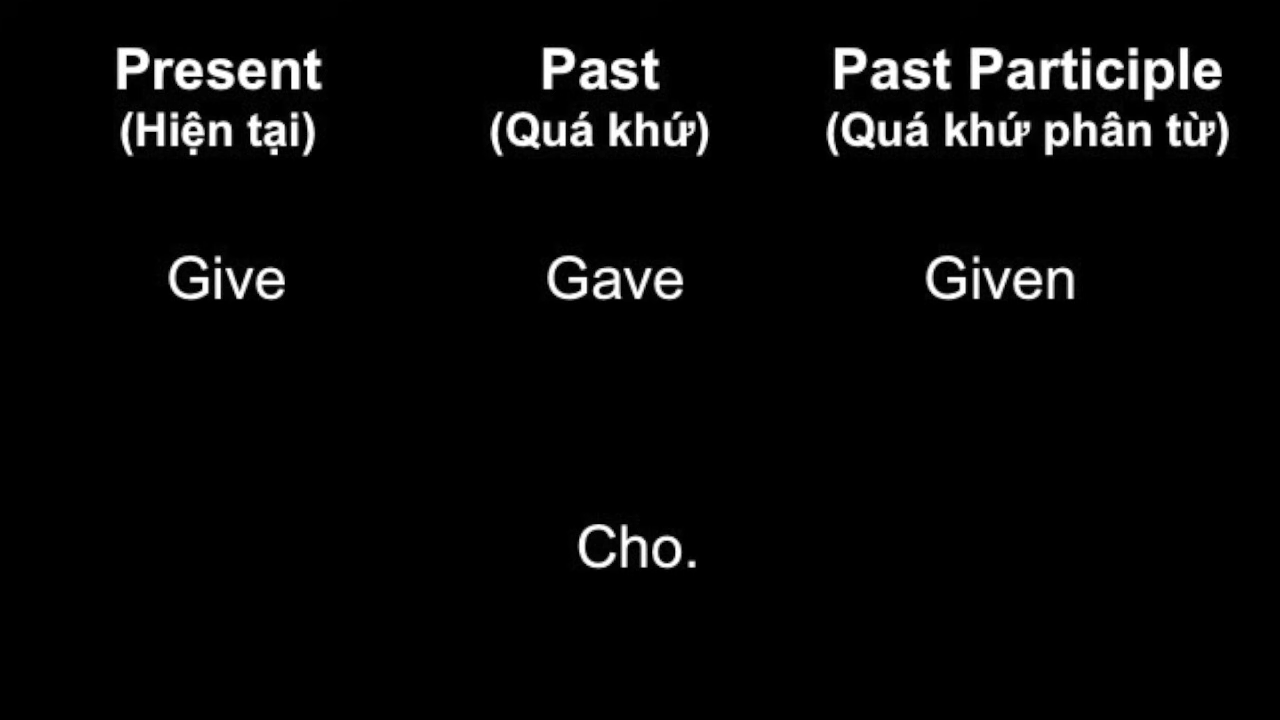 Present Past Past Participle
(Hiện tại) (Quá khứ) (Quá khứ phân từ)
Give Gave Given
Cho.